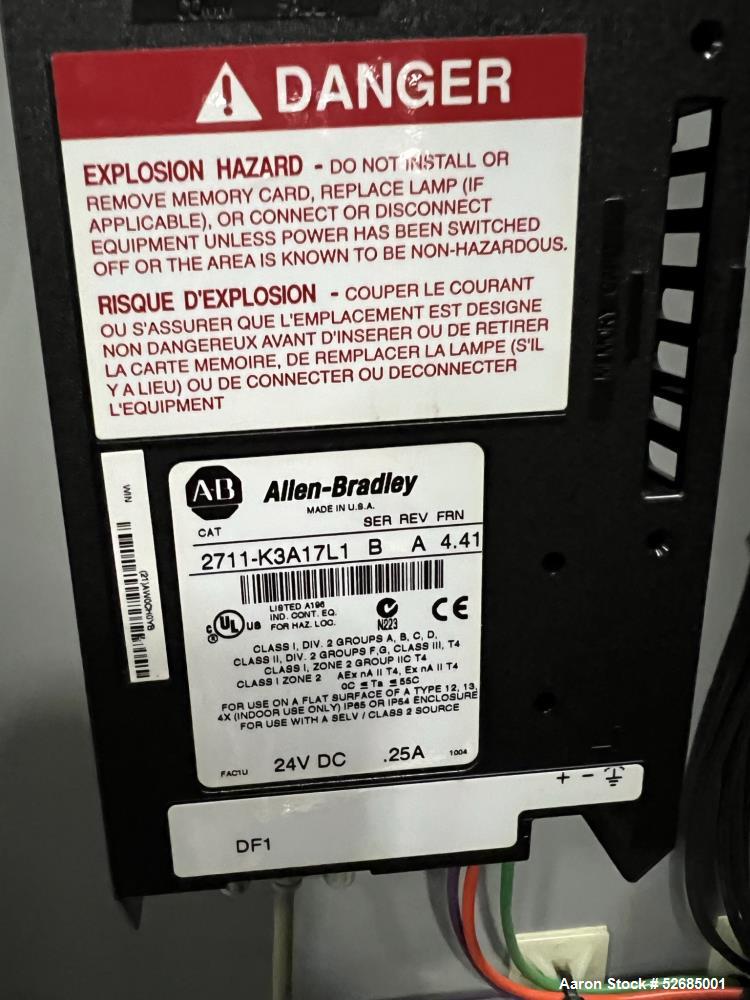 DANGER
EXPLOSION HAZARD - DO NOT INSTALL OR
REMOVE MEMORY CARD, REPLACE LAMP (IF
APPLICABLE), OR CONNECT OR DISCONNECT
EQUIPMENT UNLESS POWER HAS BEEN SWITCHED
OFF OR THE AREA IS KNOWN TO BE NON-HAZARDOUS.
RISQUE D'EXPLOSION - COUPER LE COURANT
OU S'ASSURER QUE L'EMPLACEMENT EST DESIGNE
NON DANGEREUX AVANT D'INSERER OU DE RETIRER
LA CARTE MEMOIRE, DE REMPLACER LA LAMPE (S'IL
Y A LIEU) OU DE CONNECTER OU DECONNECTER
L'EQUIPMENT
MEMORY CARD
WIN
A-B Allen-Bradley
MADE IN U.S.A.
CAT SER REV FRN
2711-K3A17L1 B A 4.41
c UL us
LISTED A196
IND. CONT. EQ.
FOR HAZ. LOC.
N223
CE
CLASS I, DIV. 2 GROUPS A, B, C, D,
CLASS II, DIV. 2 GROUPS F,G, CLASS III, T4
CLASS I, ZONE 2 GROUP IIC T4
CLASS I ZONE 2 AEx nA II T4, Ex nA II T4
0C ≤ Ta ≤ 55C
FOR USE ON A FLAT SURFACE OF A TYPE 12, 13,
4X (INDOOR USE ONLY) IP65 OR IP54 ENCLOSURE
FOR USE WITH A SELV / CLASS 2 SOURCE
FAC1U 24V DC .25A 1004
+ -
DF1
Aaron Stock # 52685001